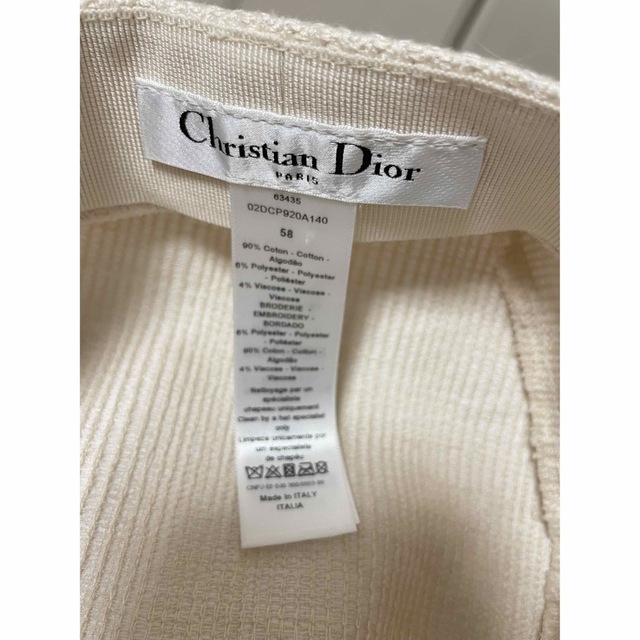 Christian Dior
PARIS
63435
02DCP920A140
58
90% Coton - Cotton -
Algodão
6% Polyester - Polyester
- Poliéster
4% Viscose - Viscose -
Viscose
BRODERIE -
EMBROIDERY -
BORDADO
6% Polyester - Polyester
- Poliéster
90% Coton - Cotton -
Algodão
4% Viscose - Viscose -
Viscose
Nettoyage par un
spécialiste
chapeau uniquement
Clean by a hat specialist
only
Limpeza unicamente por
um especialista
de chapéu
Made in ITALY
ITALIA